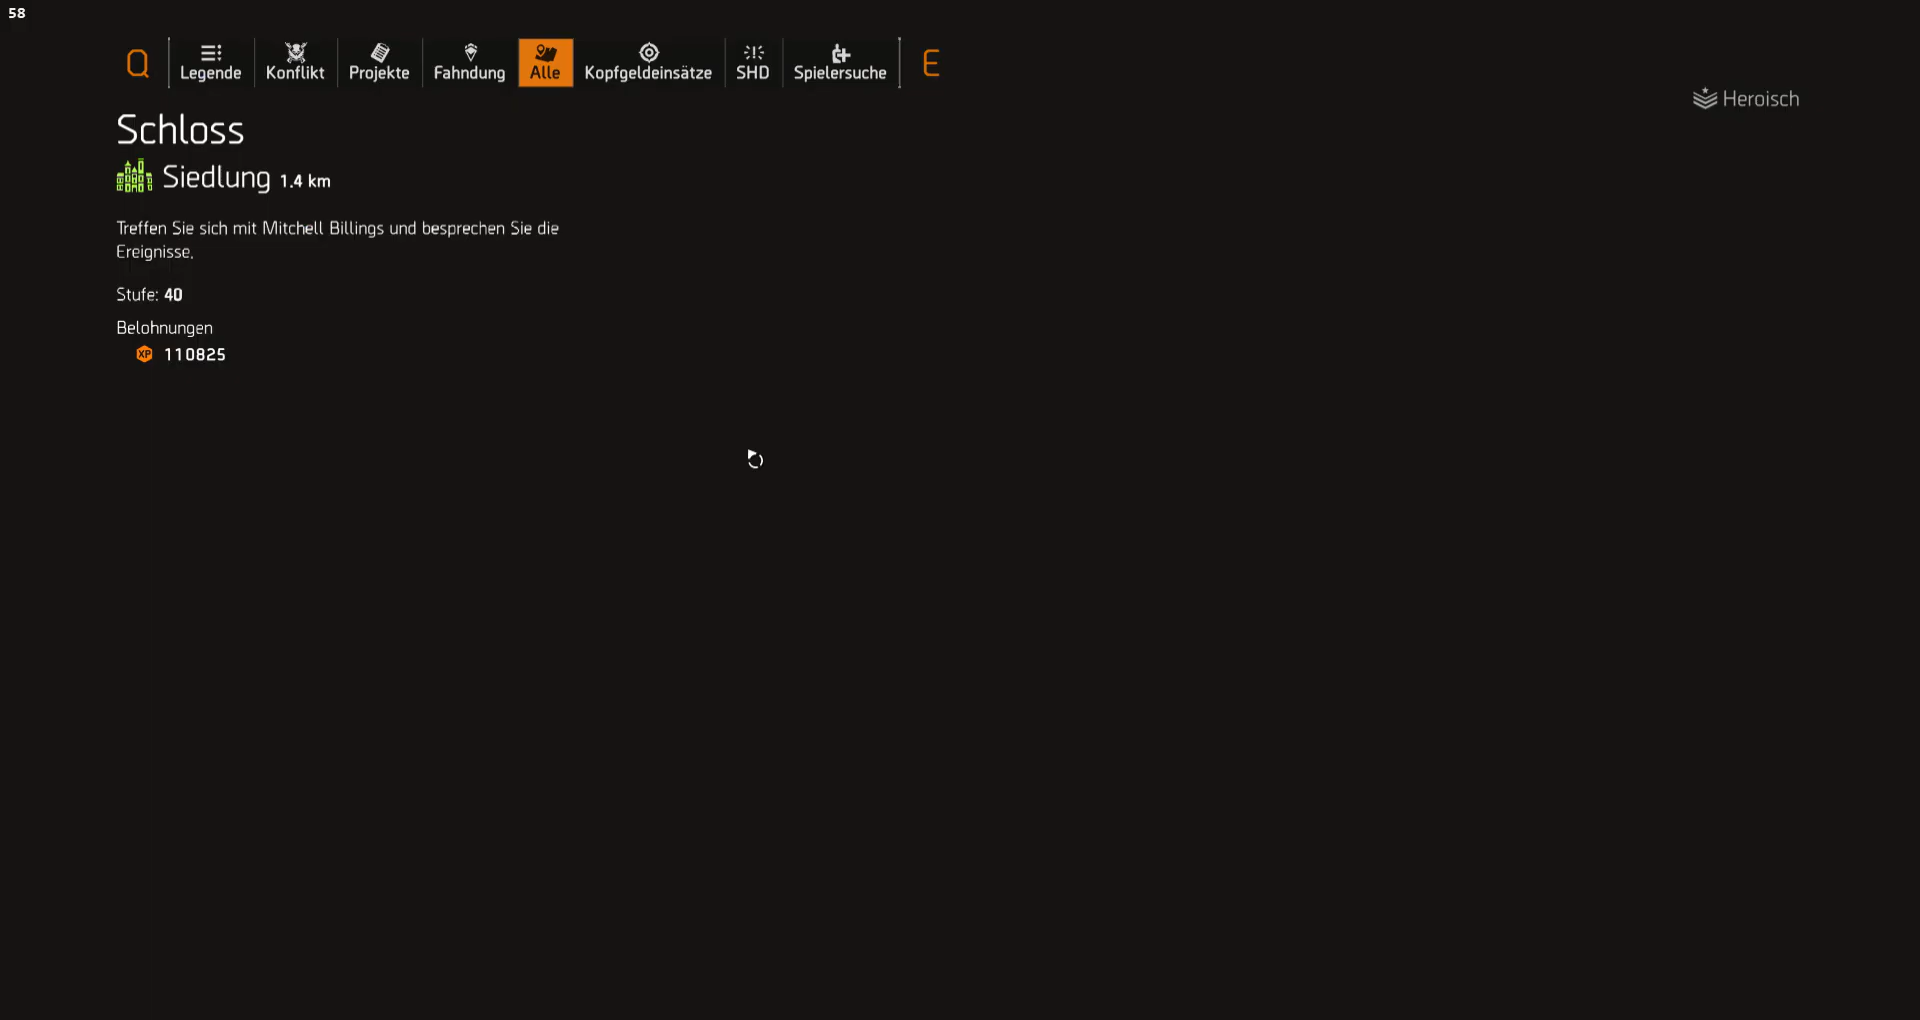 58
Q Legende Konflikt Projekte Fahndung Alle Kopfgeldeinsätze SHD Spielersuche E
Heroisch
Schloss
Siedlung 1.4 km
Treffen Sie sich mit Mitchell Billings und besprechen Sie die
Ereignisse.
Stufe: 40
Belohnungen
XP 110825